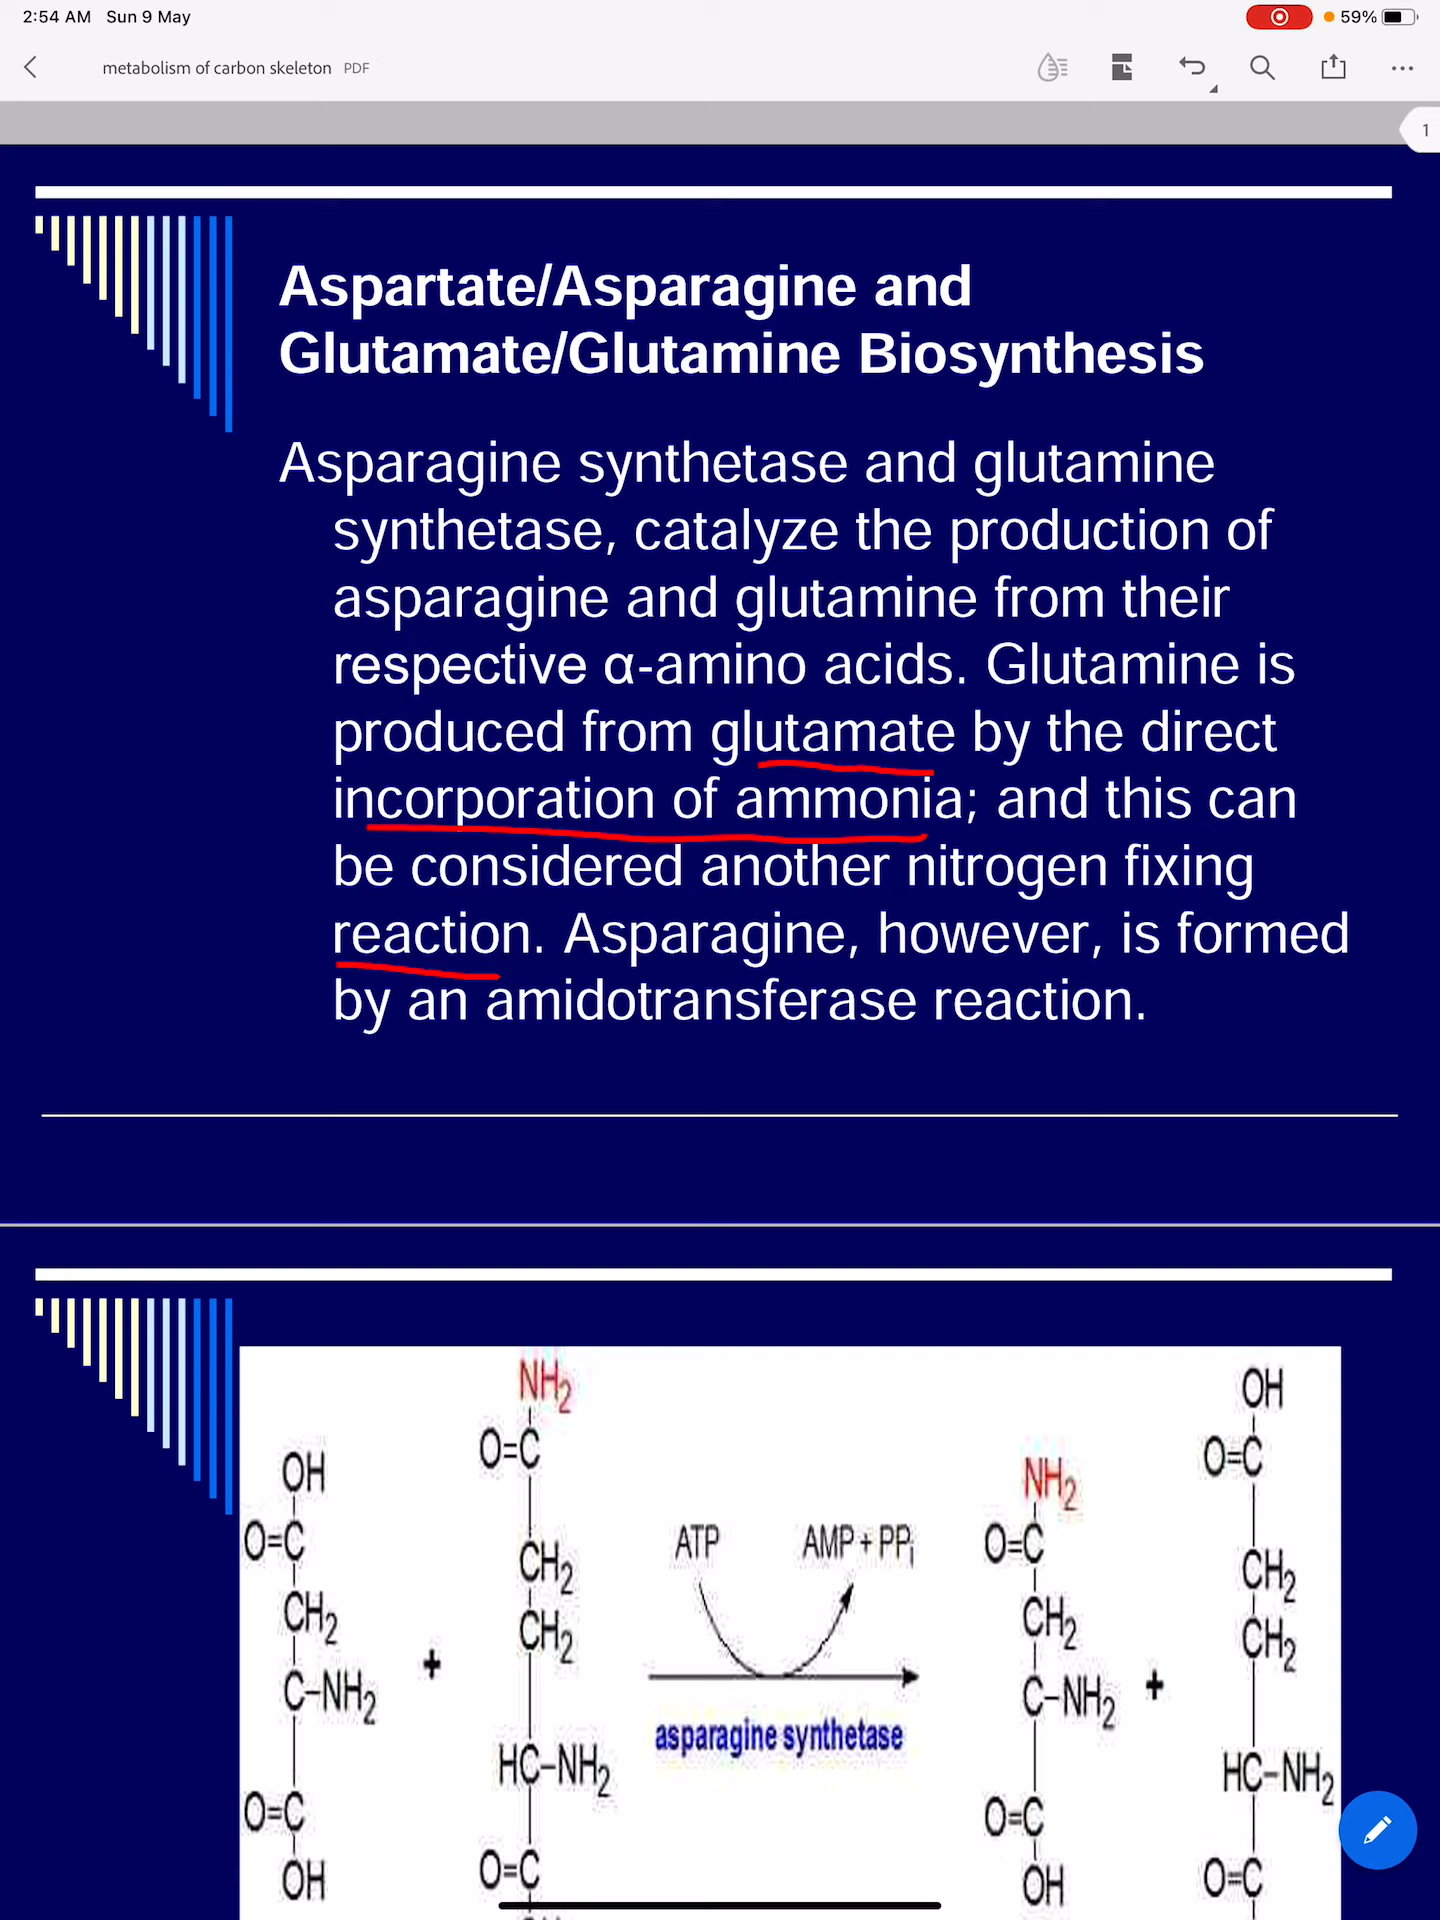 2:54 AM Sun 9 May
59%
metabolism of carbon skeleton PDF
1
Aspartate/Asparagine and
Glutamate/Glutamine Biosynthesis
Asparagine synthetase and glutamine
synthetase, catalyze the production of
asparagine and glutamine from their
respective α-amino acids. Glutamine is
produced from glutamate by the direct
incorporation of ammonia; and this can
be considered another nitrogen fixing
reaction. Asparagine, however, is formed
by an amidotransferase reaction.
OH
O=C
CH2
C-NH2
O=C
OH
+
NH2
O=C
CH2
CH2
HC-NH2
O=C
ATP
AMP + PPi
asparagine synthetase
NH2
O=C
CH2
C-NH2
O=C
OH
+
OH
O=C
CH2
CH2
HC-NH2
O=C